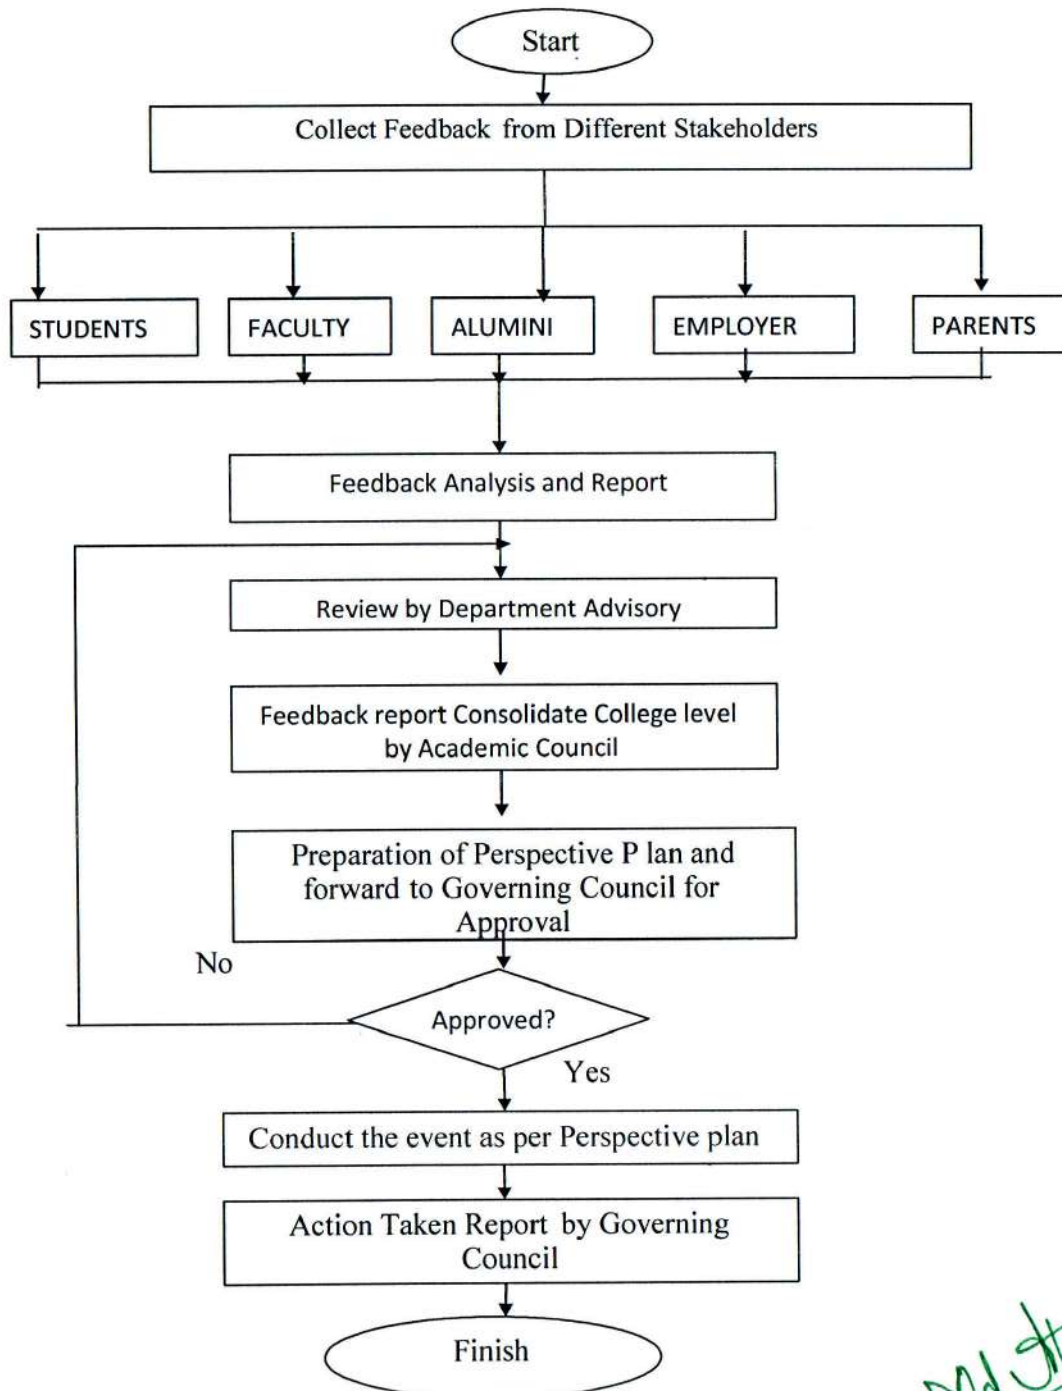 Start
Collect Feedback from Different Stakeholders
STUDENTS
FACULTY
ALUMINI
EMPLOYER
PARENTS
Feedback Analysis and Report
Review by Department Advisory
Feedback report Consolidate College level
by Academic Council
Preparation of Perspective P lan and
forward to Governing Council for
Approval
No
Approved?
Yes
Conduct the event as per Perspective plan
Action Taken Report by Governing
Council
Finish